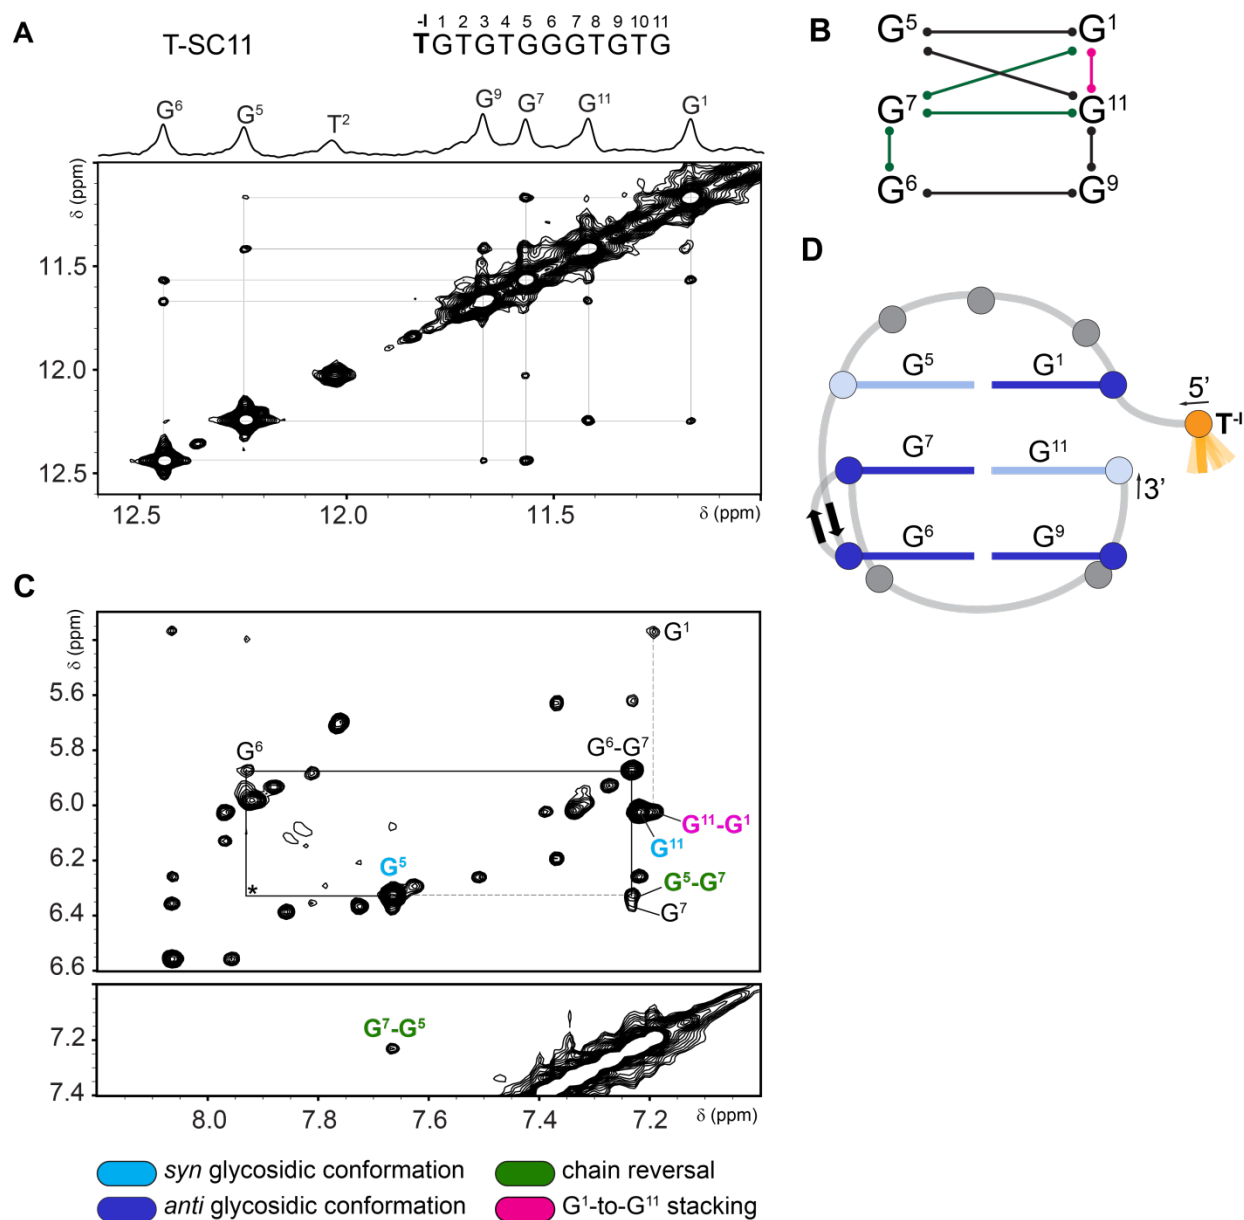 A
T-SC11
-I 1 2 3 4 5 6 7 8 9 10 11
TGTGTGGGTGTG
G⁶ G⁵ T² G⁹ G⁷ G¹¹ G¹
δ (ppm)
11.5
12.0
12.5
12.5 12.0 11.5 δ (ppm)
B
G⁵ G¹
G⁷ G¹¹
G⁶ G⁹
D
G⁵ G¹
5'
T⁻ᴵ
G⁷ G¹¹
3'
G⁶ G⁹
C
δ (ppm)
5.6
5.8
6.0
6.2
6.4
6.6
G¹
G⁶ G⁶-G⁷
G¹¹-G¹
G¹¹
G⁵
*
G⁵-G⁷
G⁷
G⁷-G⁵
7.2
7.4
8.0 7.8 7.6 7.4 7.2 δ (ppm)
syn glycosidic conformation
chain reversal
anti glycosidic conformation
G¹-to-G¹¹ stacking